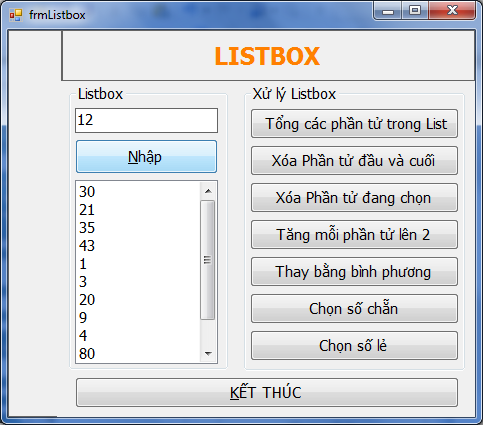 frmListbox
LISTBOX
Listbox
12
Nhập
30
21
35
43
1
3
20
9
4
80
Xử lý Listbox
Tổng các phần tử trong List
Xóa Phần tử đầu và cuối
Xóa Phần tử đang chọn
Tăng mỗi phần tử lên 2
Thay bằng bình phương
Chọn số chẵn
Chọn số lẻ
KẾT THÚC